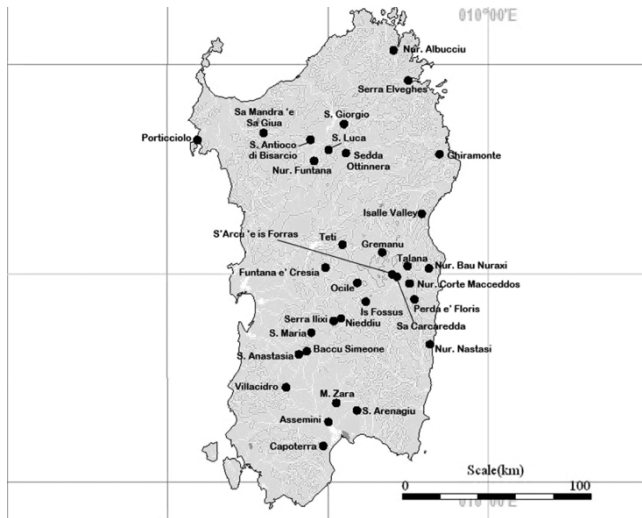 010°00'E
Nur. Albucciu
Serra Elveghes
S. Giorgio
Sa Mandra 'e
Sa Giua
Porticciolo
S. Luca
S. Antioco
di Bisarcio
Sedda
Ottinnera
Ghiramonte
Nur. Funtana
Isalle Valley
S'Arcu 'e is Forras
Teti
Gremanu
Talana
Nur. Bau Nuraxi
Funtana e' Cresia
Ocile
Nur. Corte Macceddos
Is Fossus
Perda e' Floris
Serra Ilixi
Nieddiu
Sa Carcaredda
S. Maria
Nur. Nastasi
Baccu Simeone
S. Anastasia
Villacidro
M. Zara
S. Arenagiu
Assemini
Capoterra
Scale(km)
0
100
010°00'E